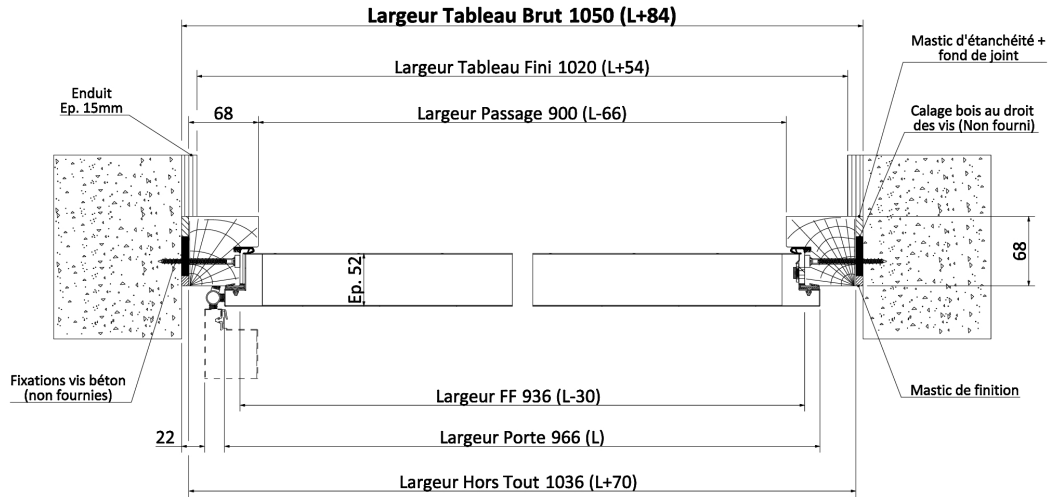 Largeur Tableau Brut 1050 (L+84)
Mastic d'étanchéité +
fond de joint
Largeur Tableau Fini 1020 (L+54)
Enduit
Ep. 15mm
68
Largeur Passage 900 (L-66)
Calage bois au droit
des vis (Non fourni)
68
Ep. 52
Fixations vis béton
(non fournies)
Largeur FF 936 (L-30)
Mastic de finition
22
Largeur Porte 966 (L)
Largeur Hors Tout 1036 (L+70)